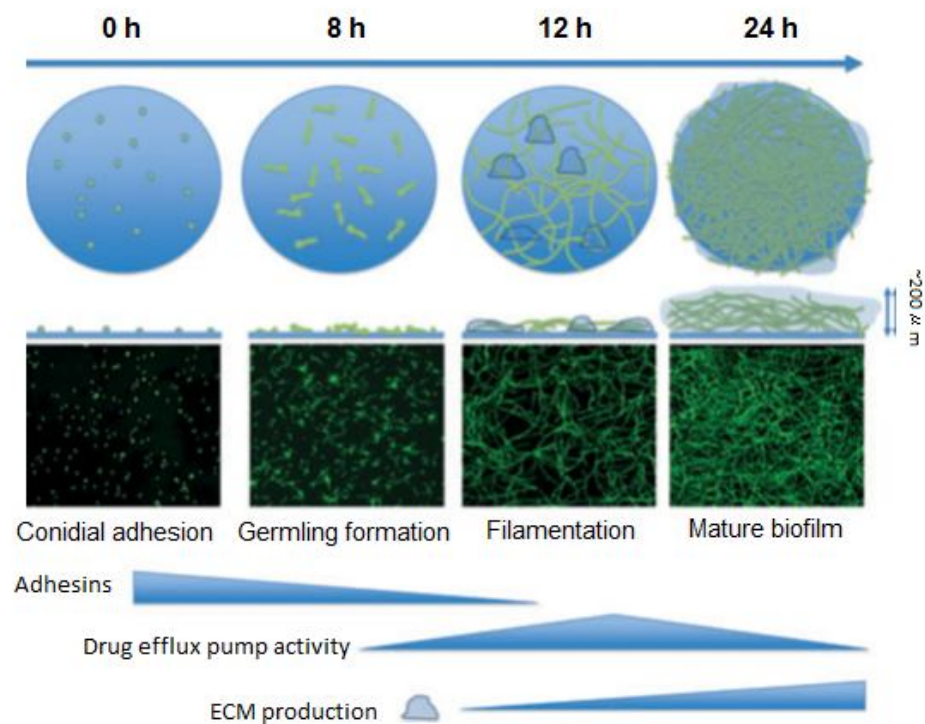 0 h 8 h 12 h 24 h
~200 μ m
Conidial adhesion Germling formation Filamentation Mature biofilm
Adhesins
Drug efflux pump activity
ECM production